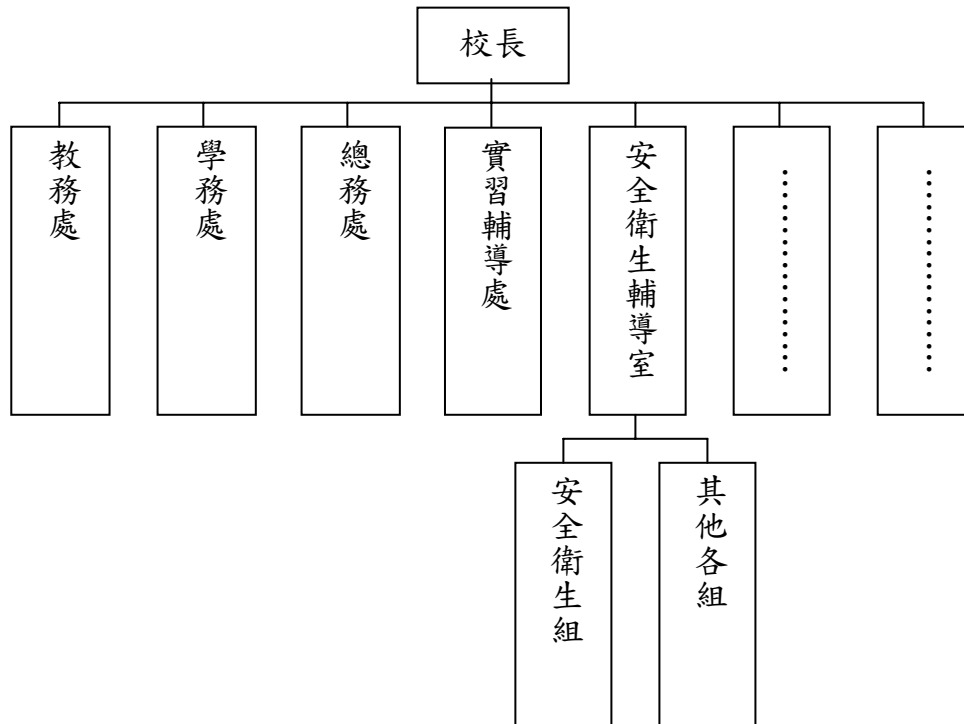 校長
教務處
學務處
總務處
實習輔導處
安全衛生輔導室
………………
………………
安全衛生組
其他各組